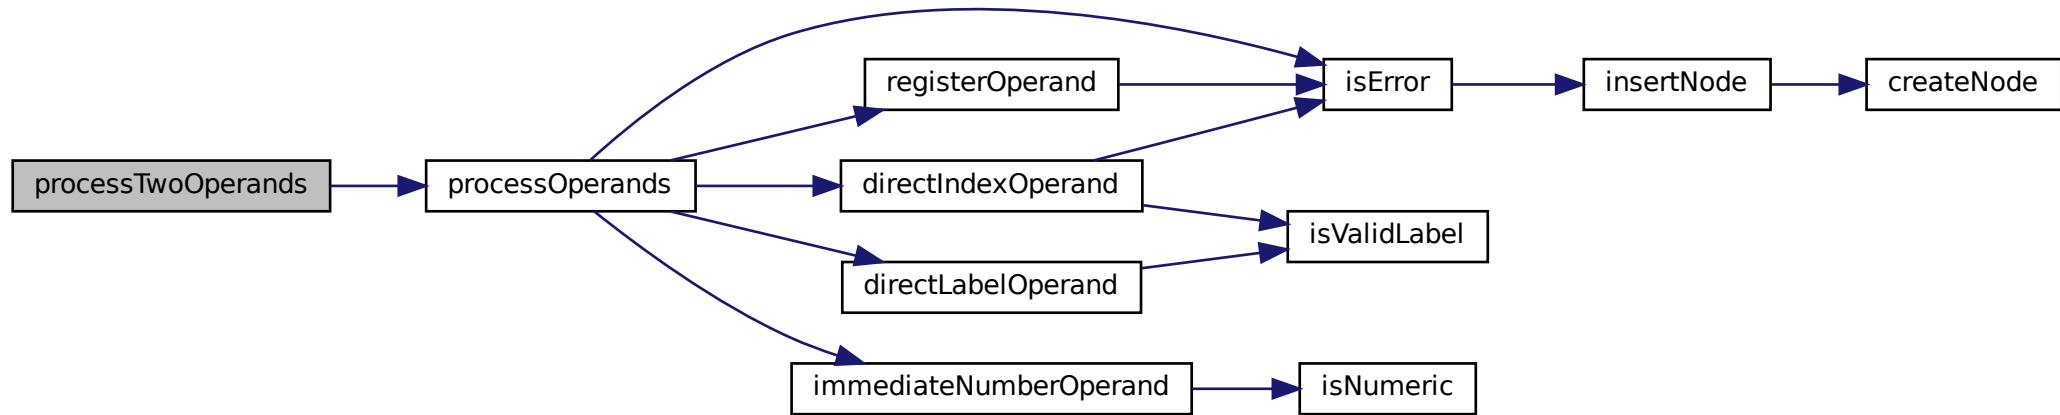 processTwoOperands
processOperands
registerOperand
directIndexOperand
directLabelOperand
immediateNumberOperand
isError
isValidLabel
isNumeric
insertNode
createNode